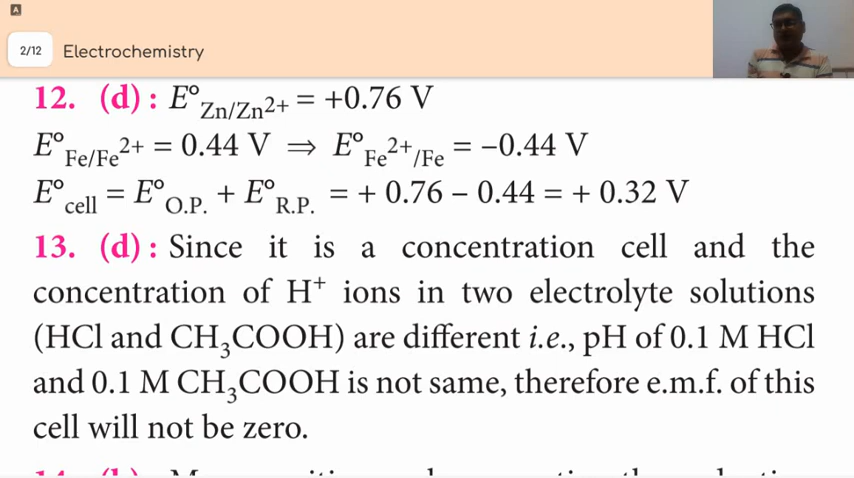 A
2/12 Electrochemistry
12. (d) : E°Zn/Zn2+ = +0.76 V
E°Fe/Fe2+ = 0.44 V ⇒ E°Fe2+/Fe = −0.44 V
E°cell = E°O.P. + E°R.P. = + 0.76 − 0.44 = + 0.32 V
13. (d) : Since it is a concentration cell and the
concentration of H⁺ ions in two electrolyte solutions
(HCl and CH₃COOH) are different i.e., pH of 0.1 M HCl
and 0.1 M CH₃COOH is not same, therefore e.m.f. of this
cell will not be zero.